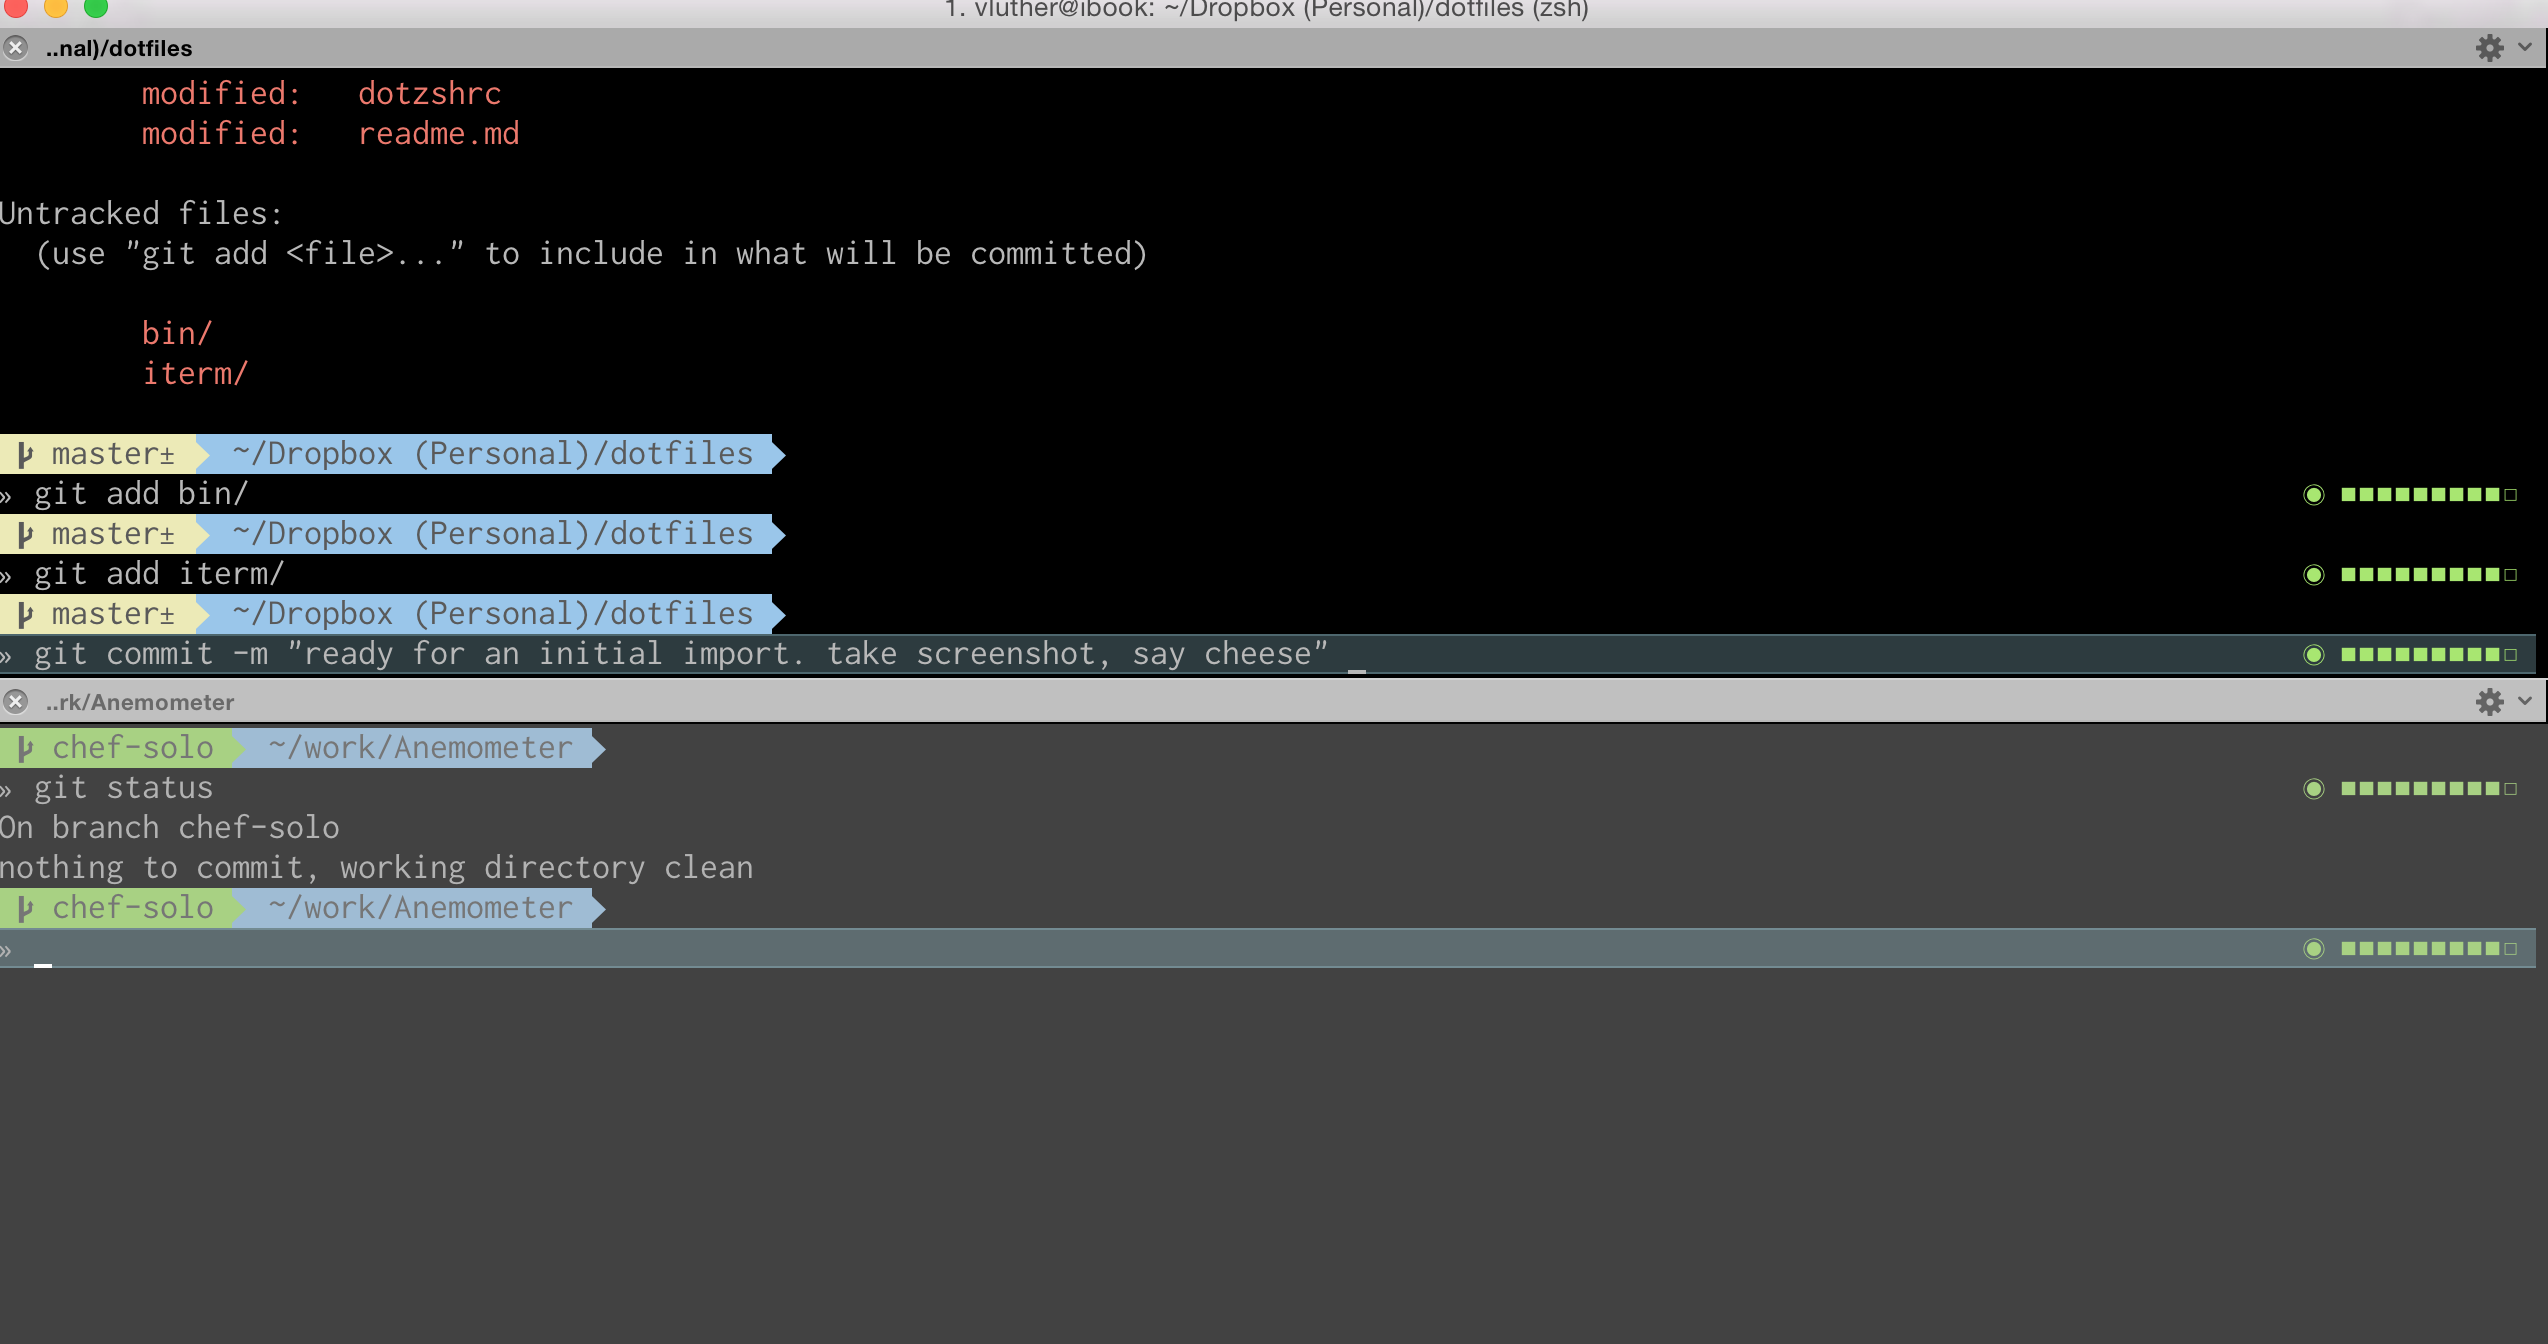 1. vluther@ibook: ~/Dropbox (Personal)/dotfiles (zsh)
..nal)/dotfiles
modified:   dotzshrc
modified:   readme.md
Untracked files:
(use "git add <file>..." to include in what will be committed)
bin/
iterm/
master± ~/Dropbox (Personal)/dotfiles
» git add bin/
master± ~/Dropbox (Personal)/dotfiles
» git add iterm/
master± ~/Dropbox (Personal)/dotfiles
» git commit -m "ready for an initial import. take screenshot, say cheese" _
..rk/Anemometer
chef-solo ~/work/Anemometer
» git status
On branch chef-solo
nothing to commit, working directory clean
chef-solo ~/work/Anemometer
» _